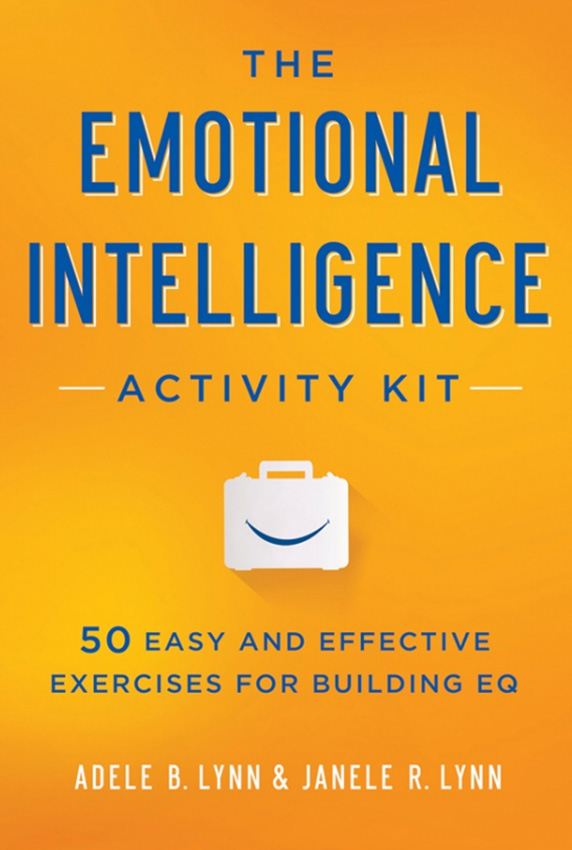 THE
EMOTIONAL
INTELLIGENCE
ACTIVITY KIT
50 EASY AND EFFECTIVE
EXERCISES FOR BUILDING EQ
ADELE B. LYNN & JANELE R. LYNN